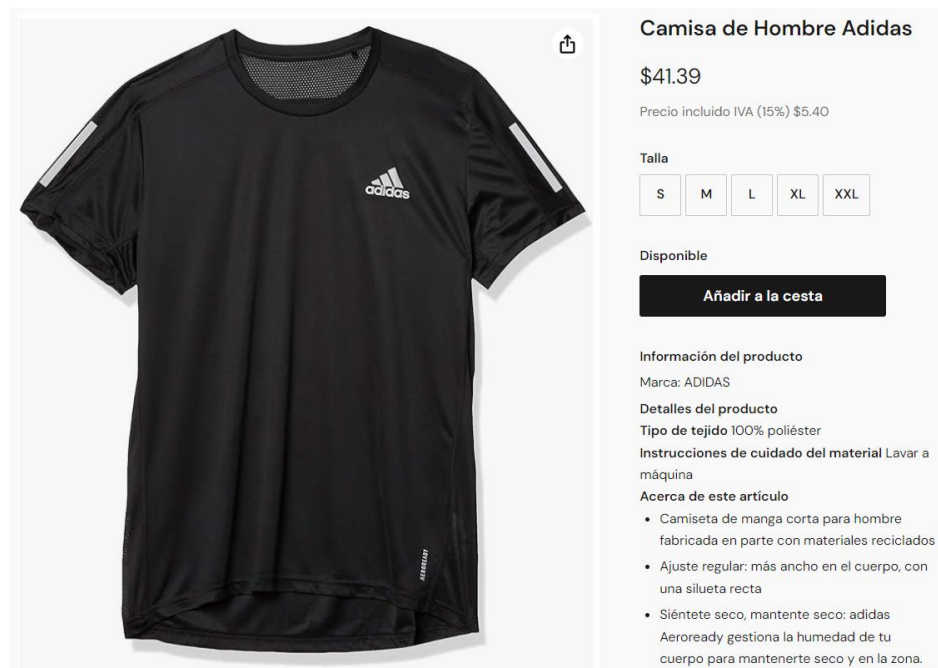 Camisa de Hombre Adidas
$41.39
Precio incluido IVA (15%) $5.40
Talla
S M L XL XXL
Disponible
Añadir a la cesta
Información del producto
Marca: ADIDAS
Detalles del producto
Tipo de tejido 100% poliéster
Instrucciones de cuidado del material Lavar a
máquina
Acerca de este artículo
• Camiseta de manga corta para hombre
fabricada en parte con materiales reciclados
• Ajuste regular: más ancho en el cuerpo, con
una silueta recta
• Siéntete seco, mantente seco: adidas
Aeroready gestiona la humedad de tu
cuerpo para mantenerte seco y en la zona.
adidas
AEROREADY